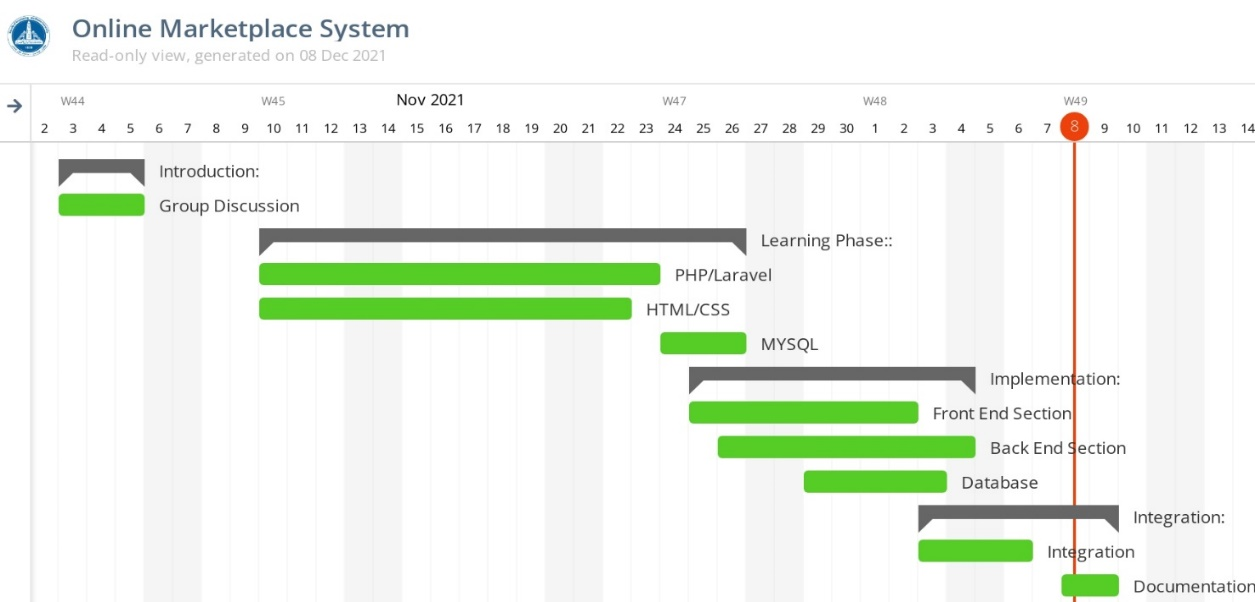 Online Marketplace System
Read-only view, generated on 08 Dec 2021
W44 W45 Nov 2021 W47 W48 W49
2 3 4 5 6 7 8 9 10 11 12 13 14 15 16 17 18 19 20 21 22 23 24 25 26 27 28 29 30 1 2 3 4 5 6 7 8 9 10 11 12 13 14
Introduction:
Group Discussion
Learning Phase::
PHP/Laravel
HTML/CSS
MYSQL
Implementation:
Front End Section
Back End Section
Database
Integration:
Integration
Documentation